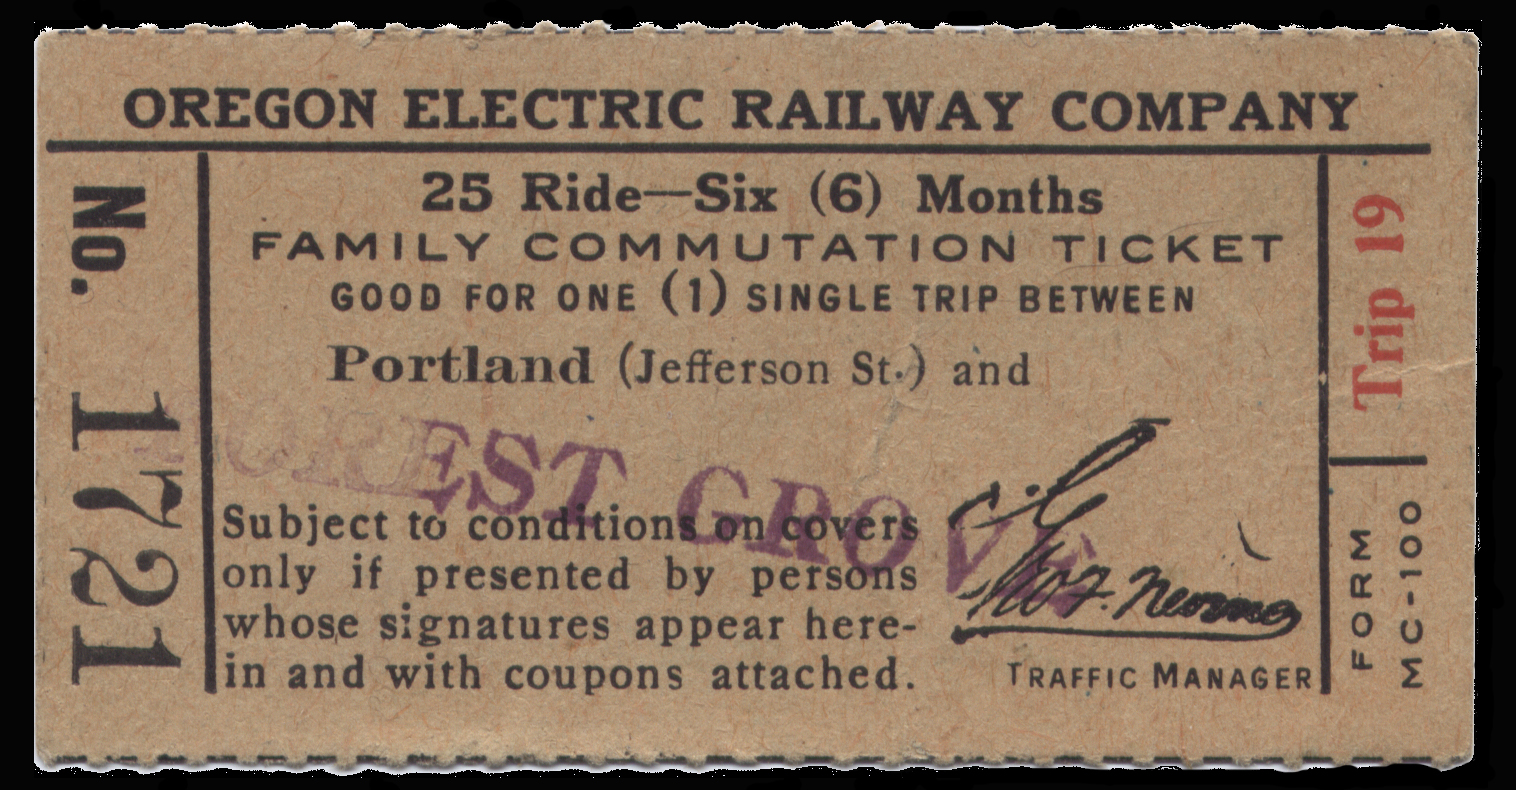 OREGON ELECTRIC RAILWAY COMPANY
No. 1721
25 Ride—Six (6) Months
FAMILY COMMUTATION TICKET
GOOD FOR ONE (1) SINGLE TRIP BETWEEN
Portland (Jefferson St.) and
FOREST GROVE
Subject to conditions on covers
only if presented by persons
whose signatures appear here-
in and with coupons attached.
TRAFFIC MANAGER
Trip 19
FORM
MC-100